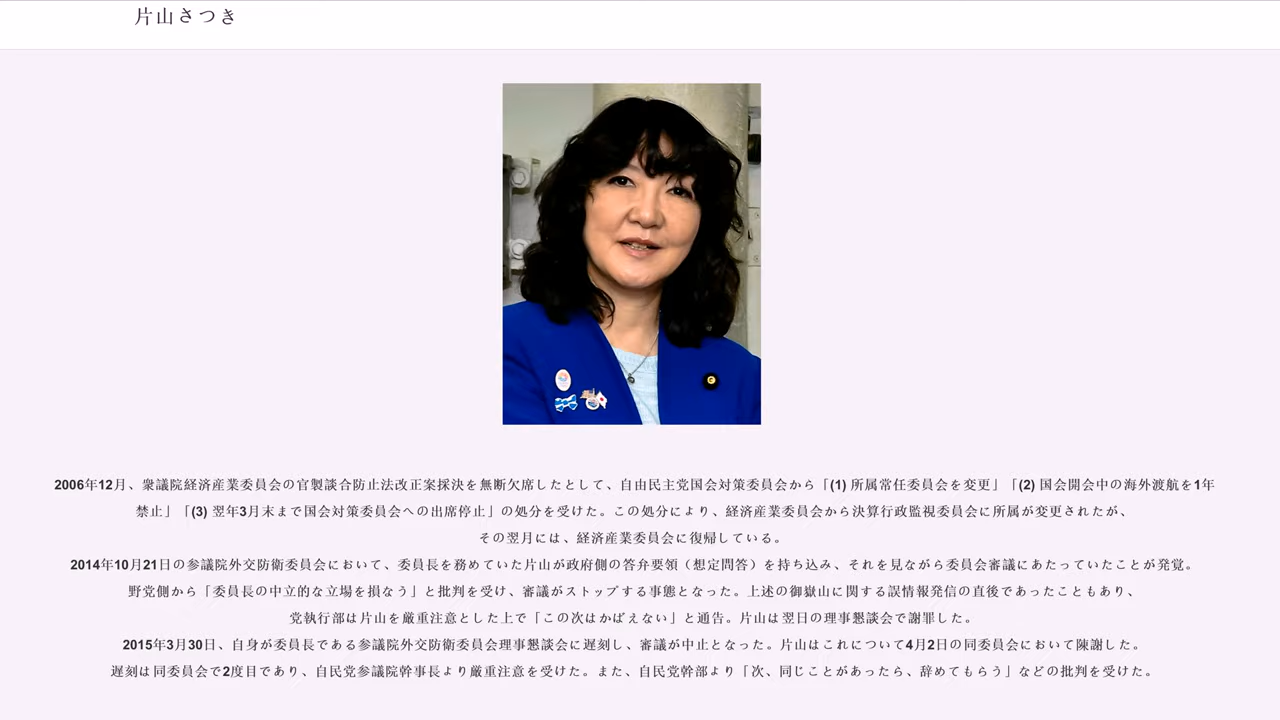 片山さつき
2006年12月、衆議院経済産業委員会の官製談合防止法改正案採決を無断欠席したとして、自由民主党国会対策委員会から「(1) 所属常任委員会を変更」「(2) 国会開会中の海外渡航を1年
禁止」「(3) 翌年3月末まで国会対策委員会への出席停止」の処分を受けた。この処分により、経済産業委員会から決算行政監視委員会に所属が変更されたが、
その翌月には、経済産業委員会に復帰している。
2014年10月21日の参議院外交防衛委員会において、委員長を務めていた片山が政府側の答弁要領（想定問答）を持ち込み、それを見ながら委員会審議にあたっていたことが発覚。
野党側から「委員長の中立的な立場を損なう」と批判を受け、審議がストップする事態となった。上述の御嶽山に関する誤情報発信の直後であったこともあり、
党執行部は片山を厳重注意とした上で「この次はかばえない」と通告。片山は翌日の理事懇談会で謝罪した。
2015年3月30日、自身が委員長である参議院外交防衛委員会理事懇談会に遅刻し、審議が中止となった。片山はこれについて4月2日の同委員会において陳謝した。
遅刻は同委員会で2度目であり、自民党参議院幹事長より厳重注意を受けた。また、自民党幹部より「次、同じことがあったら、辞めてもらう」などの批判を受けた。